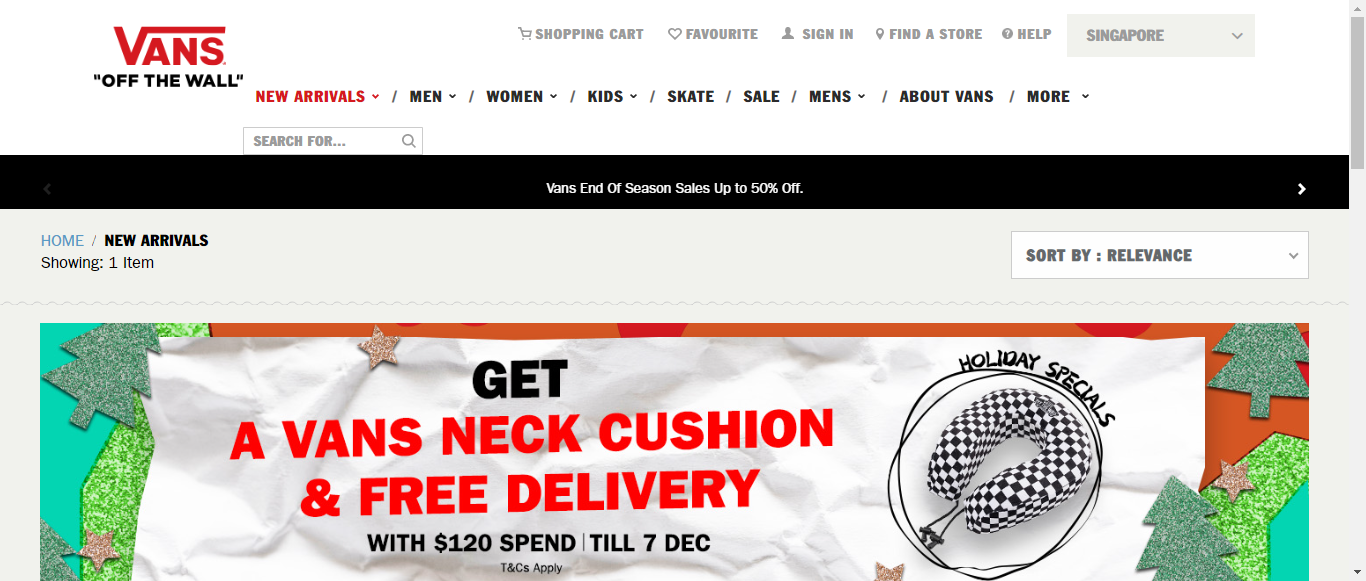 VANS
"OFF THE WALL"
SHOPPING CART FAVOURITE SIGN IN FIND A STORE HELP SINGAPORE
NEW ARRIVALS / MEN / WOMEN / KIDS / SKATE / SALE / MENS / ABOUT VANS / MORE
SEARCH FOR...
Vans End Of Season Sales Up to 50% Off.
HOME / NEW ARRIVALS
Showing: 1 Item
SORT BY : RELEVANCE
GET
A VANS NECK CUSHION
& FREE DELIVERY
WITH $120 SPEND | TILL 7 DEC
T&Cs Apply
HOLIDAY SPECIALS